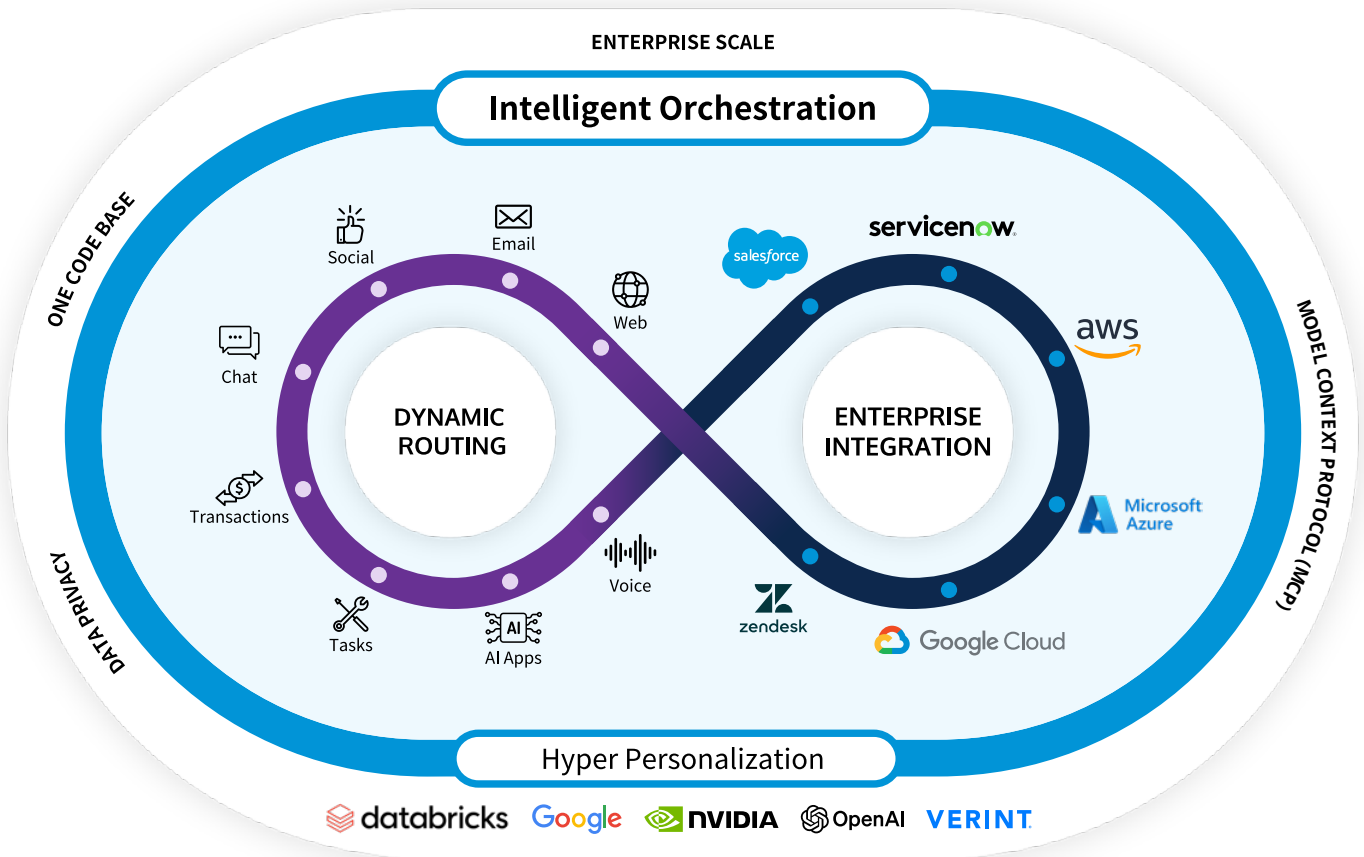 ENTERPRISE SCALE
Intelligent Orchestration
ONE CODE BASE
DATA PRIVACY
MODEL CONTEXT PROTOCOL (MCP)
Social
Email
Web
Chat
Transactions
Tasks
AI
AI Apps
Voice
DYNAMIC
ROUTING
salesforce
servicenow
aws
Microsoft
Azure
Google Cloud
zendesk
ENTERPRISE
INTEGRATION
Hyper Personalization
databricks
Google
NVIDIA
OpenAI
VERINT